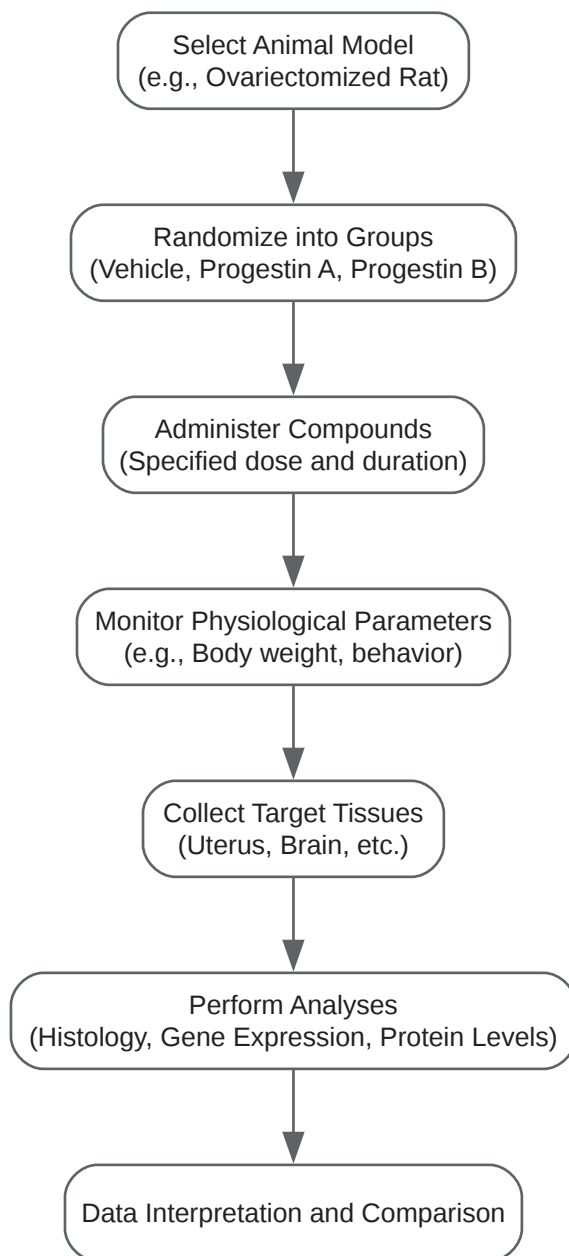 Select Animal Model
(e.g., Ovariectomized Rat)
Randomize into Groups
(Vehicle, Progestin A, Progestin B)
Administer Compounds
(Specified dose and duration)
Monitor Physiological Parameters
(e.g., Body weight, behavior)
Collect Target Tissues
(Uterus, Brain, etc.)
Perform Analyses
(Histology, Gene Expression, Protein Levels)
Data Interpretation and Comparison